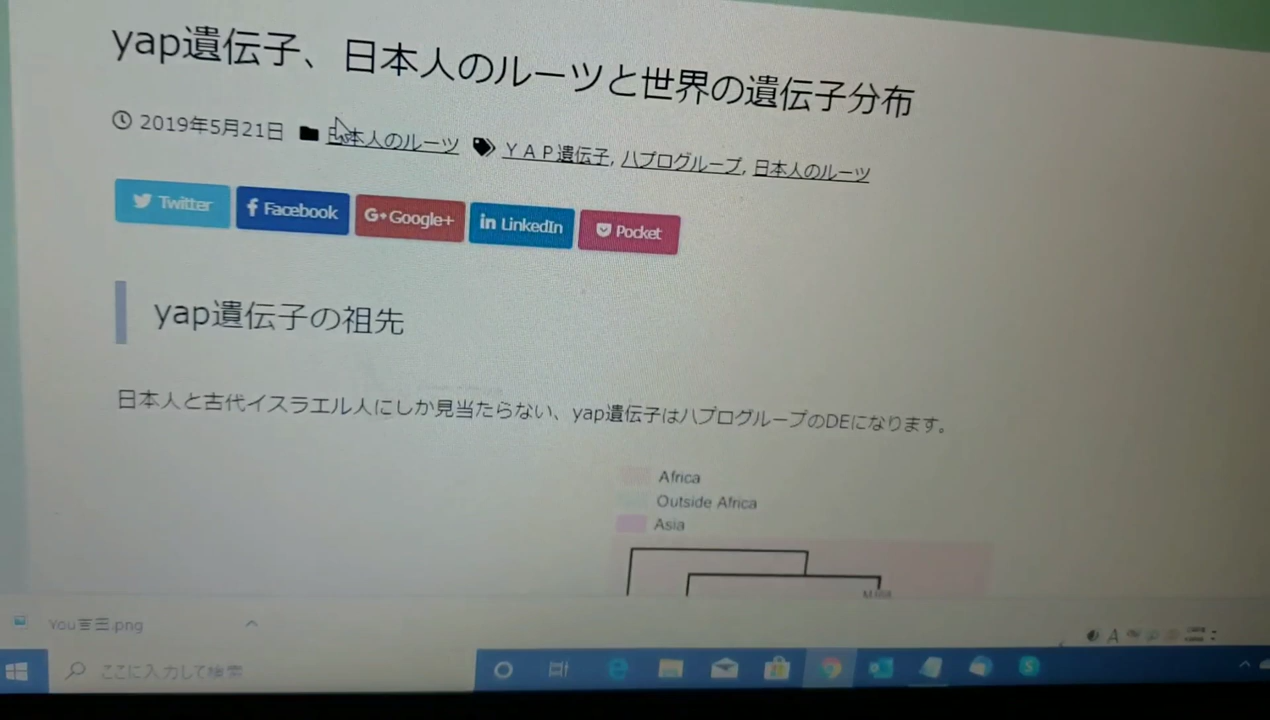 yap遺伝子、日本人のルーツと世界の遺伝子分布
2019年5月21日 日本人のルーツ ＹＡＰ遺伝子, ハプログループ, 日本人のルーツ
Twitter Facebook G+ Google+ LinkedIn Pocket
yap遺伝子の祖先
日本人と古代イスラエル人にしか見当たらない、yap遺伝子はハプログループのDEになります。
Africa
Outside Africa
Asia
M168
.png
ここに入力して検索